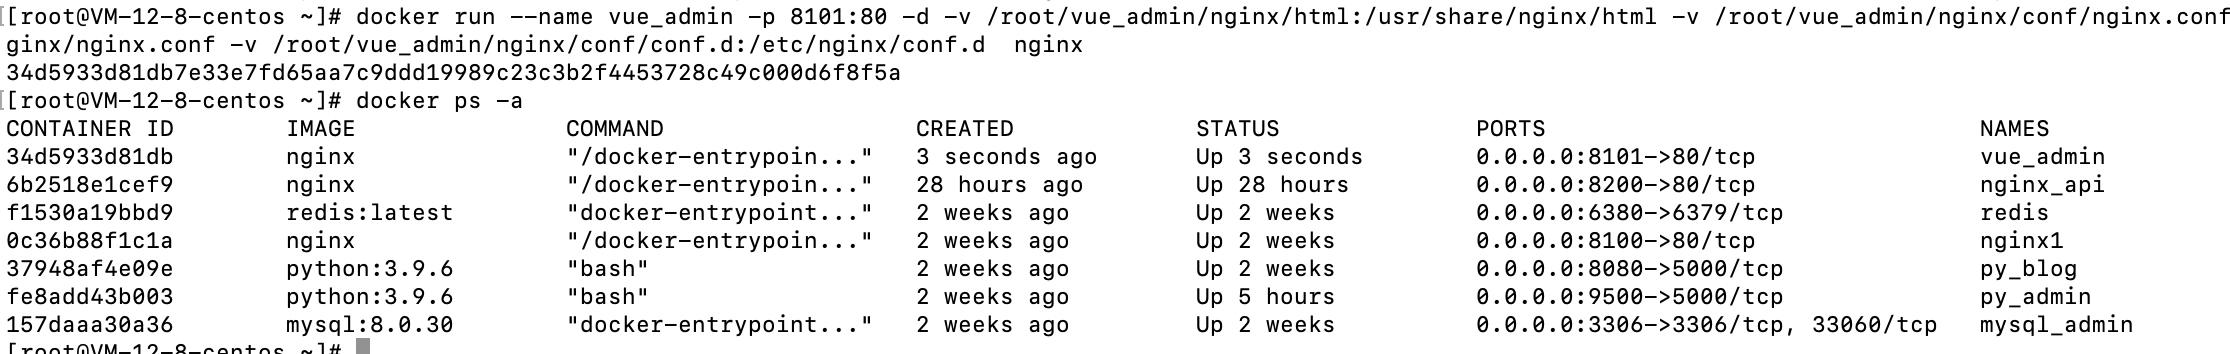 [[root@VM-12-8-centos ~]# docker run --name vue_admin -p 8101:80 -d -v /root/vue_admin/nginx/html:/usr/share/nginx/html -v /root/vue_admin/nginx/conf/nginx.conf
ginx/nginx.conf -v /root/vue_admin/nginx/conf/conf.d:/etc/nginx/conf.d  nginx
34d5933d81db7e33e7fd65aa7c9ddd19989c23c3b2f4453728c49c000d6f8f5a
[[root@VM-12-8-centos ~]# docker ps -a
CONTAINER ID        IMAGE               COMMAND                  CREATED             STATUS              PORTS                               NAMES
34d5933d81db        nginx               "/docker-entrypoin..."   3 seconds ago       Up 3 seconds        0.0.0.0:8101->80/tcp                vue_admin
6b2518e1cef9        nginx               "/docker-entrypoin..."   28 hours ago        Up 28 hours         0.0.0.0:8200->80/tcp                nginx_api
f1530a19bbd9        redis:latest        "docker-entrypoint..."   2 weeks ago         Up 2 weeks          0.0.0.0:6380->6379/tcp              redis
0c36b88f1c1a        nginx               "/docker-entrypoin..."   2 weeks ago         Up 2 weeks          0.0.0.0:8100->80/tcp                nginx1
37948af4e09e        python:3.9.6        "bash"                   2 weeks ago         Up 2 weeks          0.0.0.0:8080->5000/tcp              py_blog
fe8add43b003        python:3.9.6        "bash"                   2 weeks ago         Up 5 hours          0.0.0.0:9500->5000/tcp              py_admin
157daaa30a36        mysql:8.0.30        "docker-entrypoint..."   2 weeks ago         Up 2 weeks          0.0.0.0:3306->3306/tcp, 33060/tcp   mysql_admin
[root@VM-12-8-centos ~]#